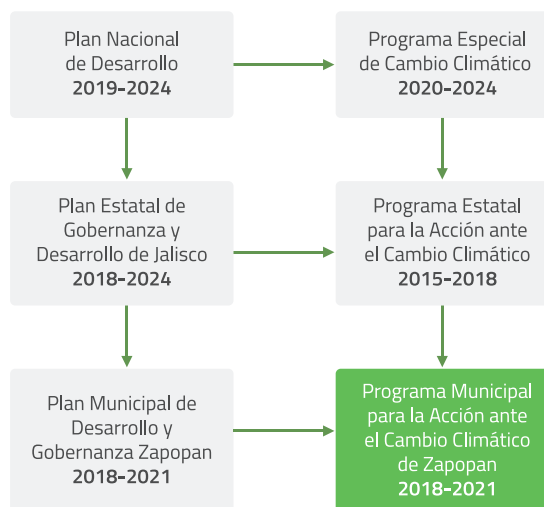 Plan Nacional
de Desarrollo
2019-2024
Programa Especial
de Cambio Climático
2020-2024
Plan Estatal de
Gobernanza y
Desarrollo de Jalisco
2018-2024
Programa Estatal
para la Acción ante
el Cambio Climático
2015-2018
Plan Municipal de
Desarrollo y
Gobernanza Zapopan
2018-2021
Programa Municipal
para la Acción ante
el Cambio Climático
de Zapopan
2018-2021